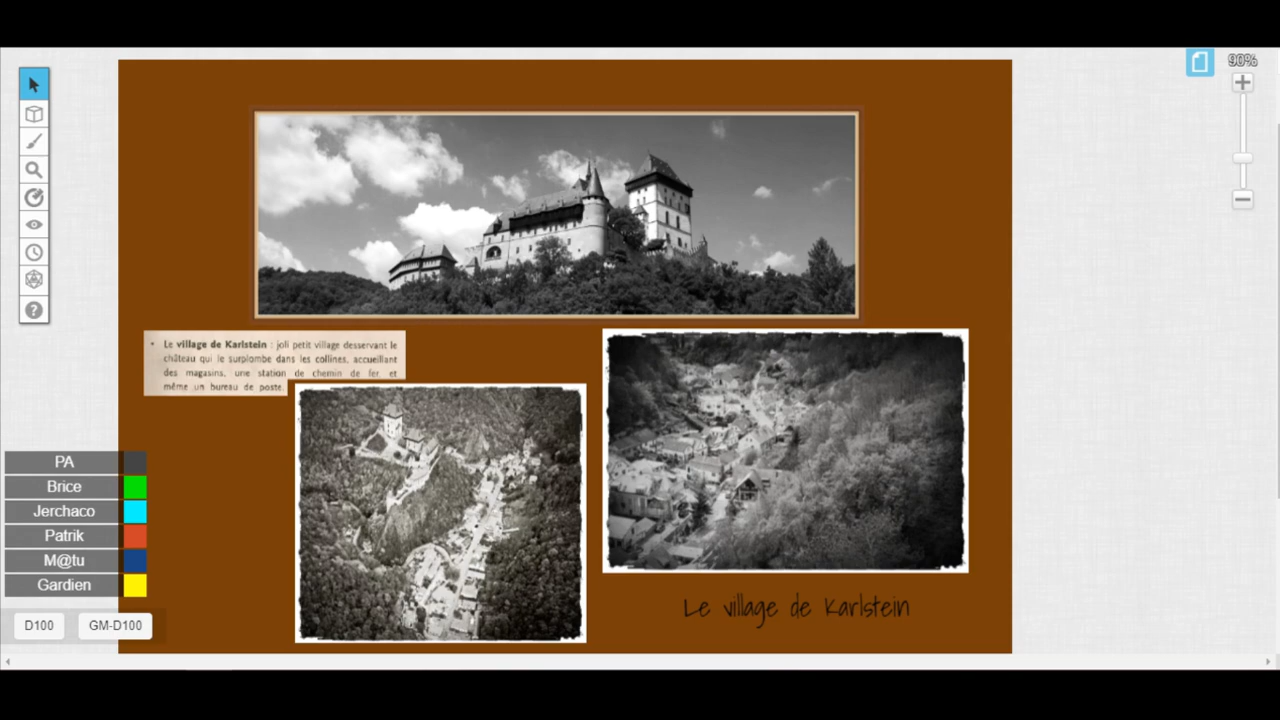 90%
• Le village de Karlstein : joli petit village desservant le
château qui le surplombe dans les collines, accueillant
des magasins, une station de chemin de fer, et
même un bureau de poste.
PA
Brice
Jerchaco
Patrik
M@tu
Gardien
D100 GM-D100
Le village de Karlstein